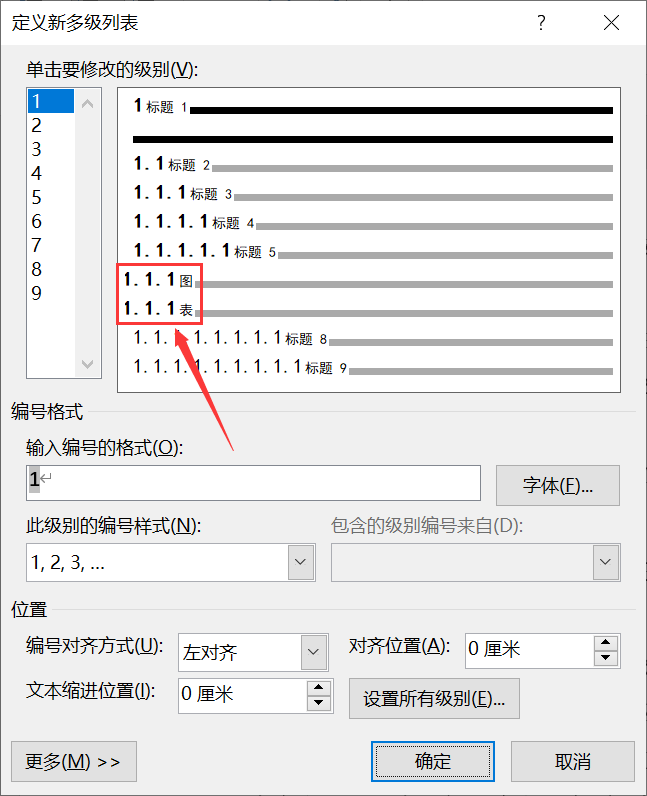 定义新多级列表 ?
单击要修改的级别(V):
1
2
3
4
5
6
7
8
9
1 标题 1
1.1 标题 2
1.1.1 标题 3
1.1.1.1 标题 4
1.1.1.1.1 标题 5
1.1.1 图
1.1.1 表
1.1.1.1.1.1.1.1 标题 8
1.1.1.1.1.1.1.1.1 标题 9
编号格式
输入编号的格式(O):
1↵
字体(F)...
此级别的编号样式(N):
包含的级别编号来自(D):
1, 2, 3, ...
位置
编号对齐方式(U):
左对齐
对齐位置(A):
0 厘米
文本缩进位置(I):
0 厘米
设置所有级别(E)...
更多(M) >>
确定
取消